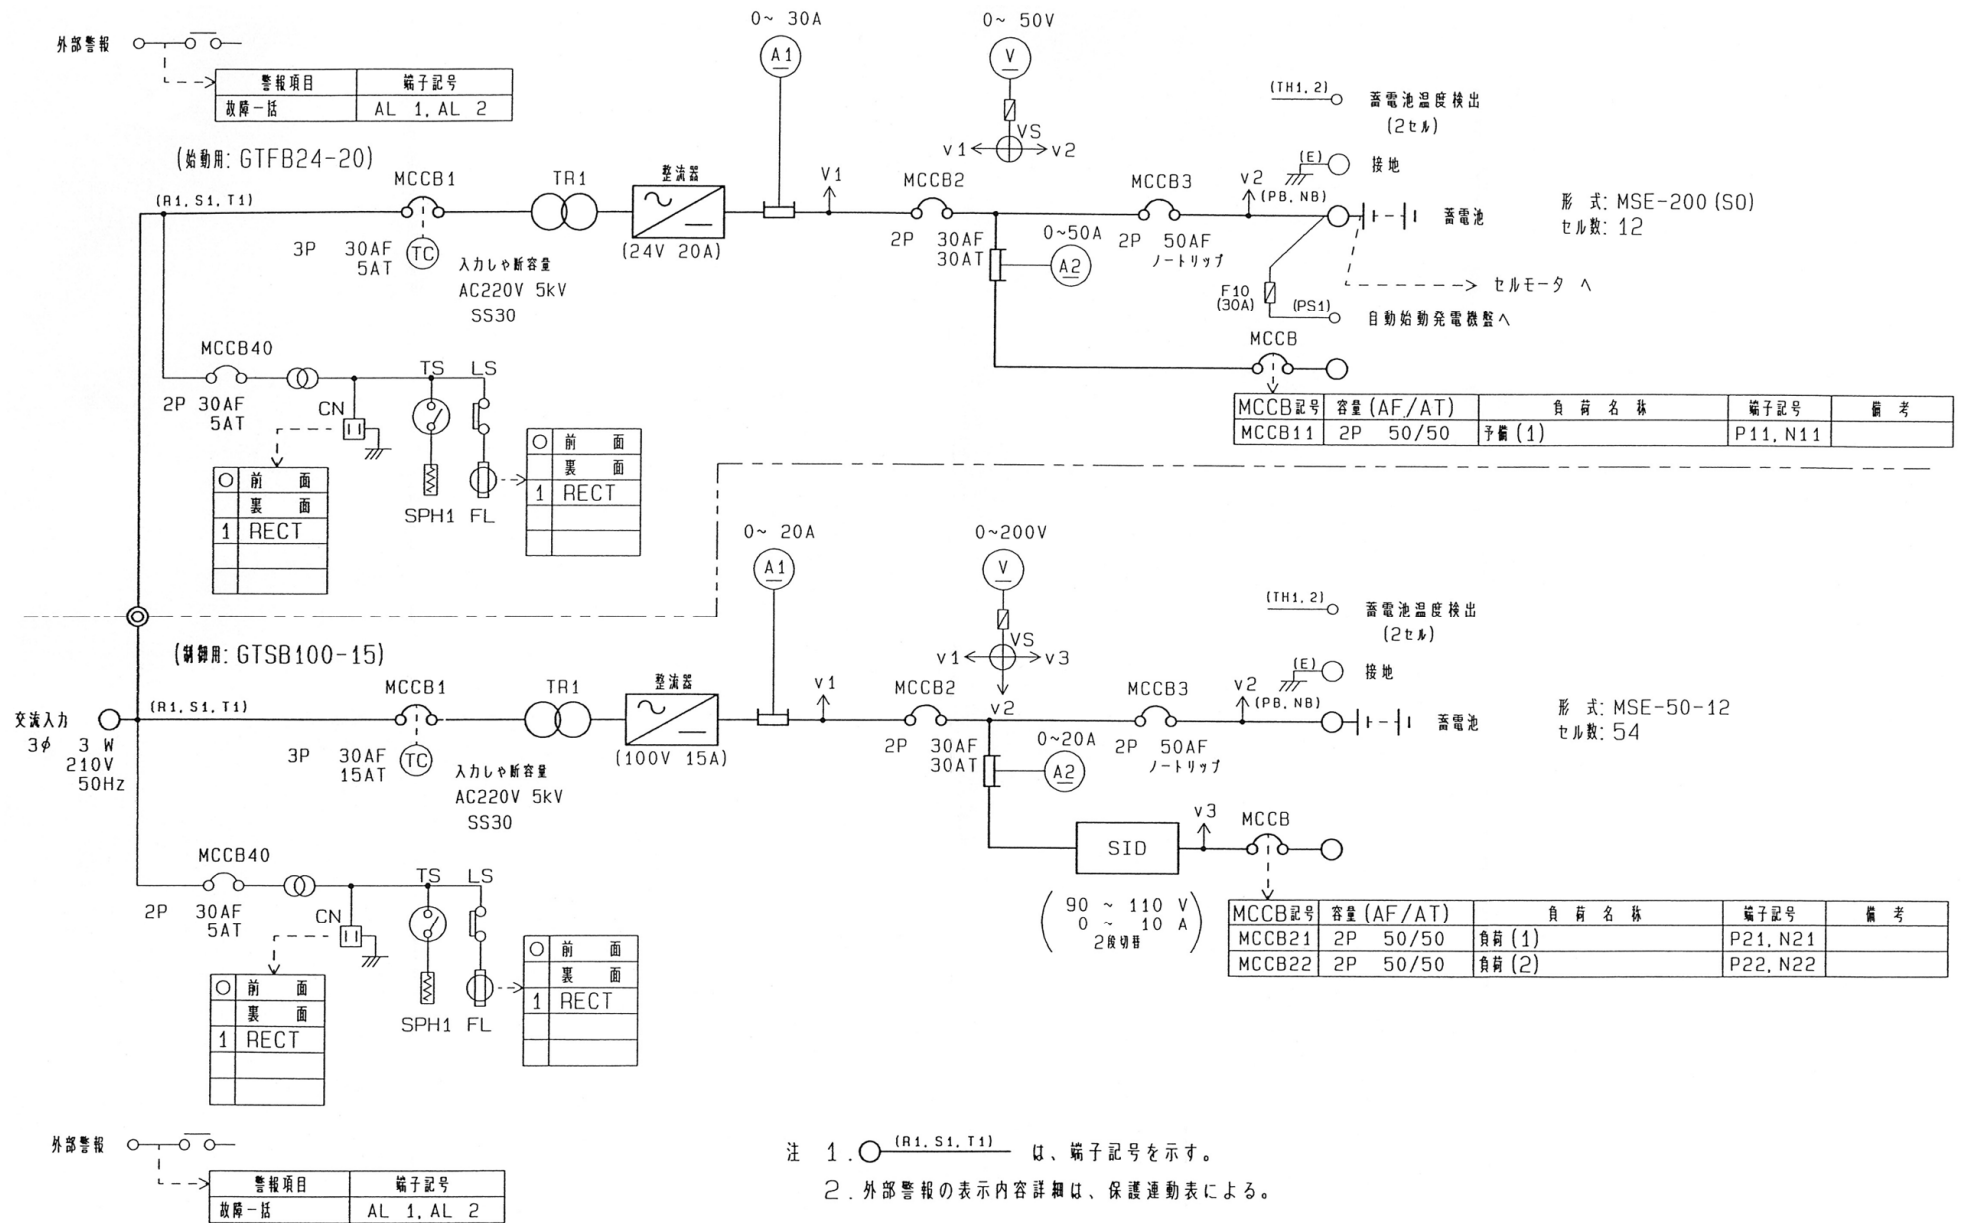 外部警報
警報項目 端子記号
故障一括 AL 1, AL 2
(始動用: GTFB24-20)
(R1, S1, T1)
MCCB1
3P 30AF
5AT
TC
入力しゃ断容量
AC220V 5kV
SS30
TR1
整流器
(24V 20A)
0~ 30A
A1
V1
0~ 50V
V
VS
v1 v2
MCCB2
2P 30AF
30AT
0~50A
A2
MCCB3
2P 50AF
ノートリップ
v2
(PB, NB)
(TH1, 2)
蓄電池温度検出
(2セル)
(E)
接地
蓄電池
形 式: MSE-200 (SO)
セル数: 12
セルモータ へ
F10
(30A)
(PS1)
自動始動発電機盤へ
MCCB
MCCB記号 容量 (AF/AT) 負 荷 名 称 端子記号 備 考
MCCB11 2P 50/50 予備 (1) P11, N11
MCCB40
2P 30AF
5AT
CN
TS
LS
SPH1
FL
○ 前 面
裏 面
1 RECT
○ 前 面
裏 面
1 RECT
(制御用: GTSB100-15)
交流入力
3φ 3 W
210V
50Hz
(R1, S1, T1)
MCCB1
3P 30AF
15AT
TC
入力しゃ断容量
AC220V 5kV
SS30
TR1
整流器
(100V 15A)
0~ 20A
A1
v1
0~200V
V
VS
v1 v3
v2
MCCB2
2P 30AF
30AT
0~20A
A2
MCCB3
2P 50AF
ノートリップ
v2
(PB, NB)
(TH1, 2)
蓄電池温度検出
(2セル)
(E)
接地
蓄電池
形 式: MSE-50-12
セル数: 54
SID
(90 ~ 110 V
0 ~ 10 A
2段切替)
v3
MCCB
MCCB記号 容量 (AF/AT) 負 荷 名 称 端子記号 備 考
MCCB21 2P 50/50 負荷 (1) P21, N21
MCCB22 2P 50/50 負荷 (2) P22, N22
MCCB40
2P 30AF
5AT
CN
TS
LS
SPH1
FL
○ 前 面
裏 面
1 RECT
○ 前 面
裏 面
1 RECT
外部警報
警報項目 端子記号
故障一括 AL 1, AL 2
注 1. (R1, S1, T1) は、端子記号を示す。
2. 外部警報の表示内容詳細は、保護連動表による。